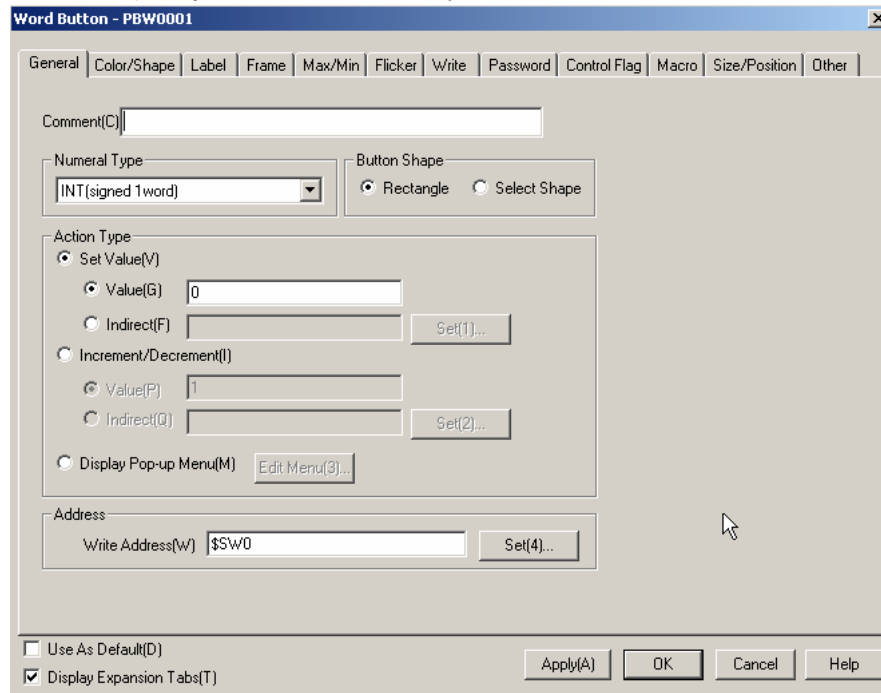 Word Button - PBW0001
General Color/Shape Label Frame Max/Min Flicker Write Password Control Flag Macro Size/Position Other
Comment(C)
Numeral Type Button Shape
INT(signed 1word) Rectangle Select Shape
Action Type
Set Value(V)
Value(G) 0
Indirect(F) Set(1)...
Increment/Decrement(I)
Value(P) 1
Indirect(Q) Set(2)...
Display Pop-up Menu(M) Edit Menu(3)...
Address
Write Address(W) $SW0 Set(4)...
Use As Default(D)
Display Expansion Tabs(T)
Apply(A) OK Cancel Help